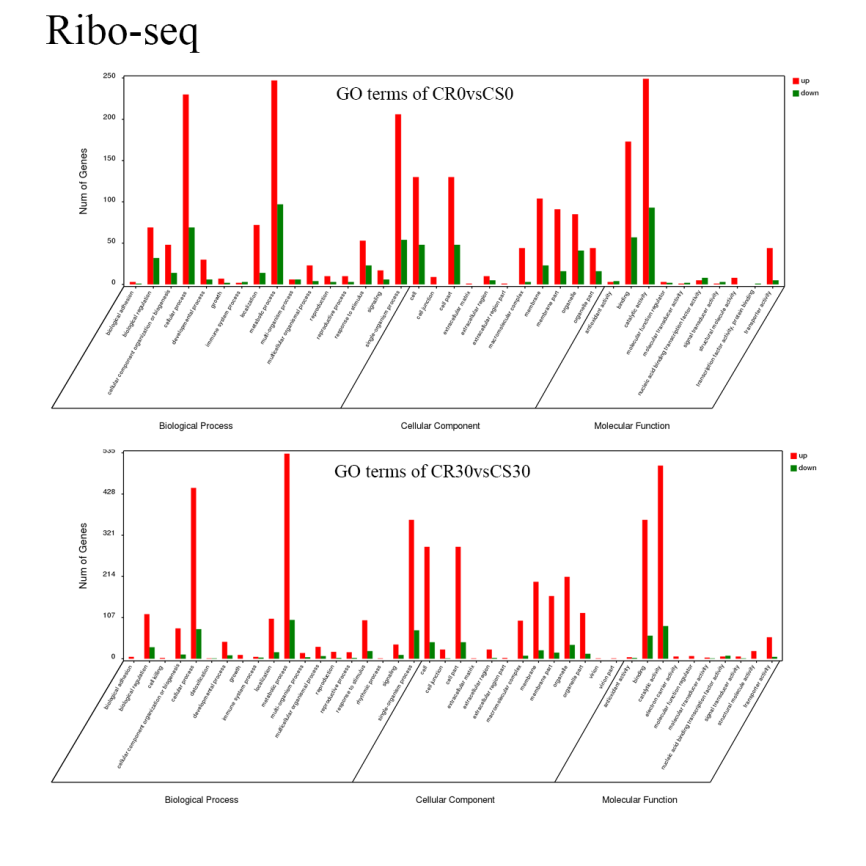 Ribo-seq
GO terms of CR0vsCS0
up
down
Num of Genes
250
200
150
100
50
0
biological adhesion
biological regulation
cellular component organization or biogenesis
cellular process
developmental process
growth
immune system process
localization
metabolic process
multi-organism process
multicellular organismal process
reproduction
reproductive process
response to stimulus
signaling
single-organism process
cell
cell junction
cell part
extracellular matrix
extracellular region
extracellular region part
macromolecular complex
membrane
membrane part
organelle
organelle part
antioxidant activity
binding
catalytic activity
molecular function regulator
molecular transducer activity
nucleic acid binding transcription factor activity
signal transducer activity
structural molecule activity
transcription factor activity, protein binding
transporter activity
Biological Process
Cellular Component
Molecular Function
GO terms of CR30vsCS30
up
down
Num of Genes
535
428
321
214
107
0
biological adhesion
biological regulation
cell killing
cellular component organization or biogenesis
cellular process
detoxification
developmental process
growth
immune system process
localization
metabolic process
multi-organism process
multicellular organismal process
reproduction
reproductive process
response to stimulus
rhythmic process
signaling
single-organism process
cell
cell junction
cell part
extracellular matrix
extracellular region
extracellular region part
macromolecular complex
membrane
membrane part
organelle
organelle part
virion
virion part
antioxidant activity
binding
catalytic activity
electron carrier activity
molecular function regulator
molecular transducer activity
nucleic acid binding transcription factor activity
signal transducer activity
structural molecule activity
transporter activity
Biological Process
Cellular Component
Molecular Function